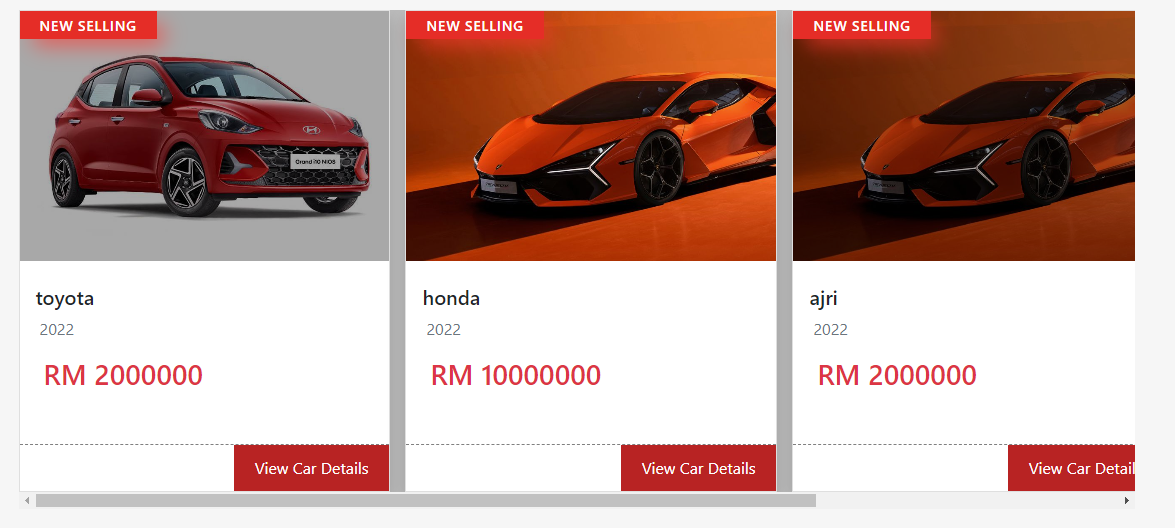 NEW SELLING
NEW SELLING
NEW SELLING
Grand i10 NIOS
toyota
honda
ajri
2022
2022
2022
RM 2000000
RM 10000000
RM 2000000
View Car Details
View Car Details
View Car Detail